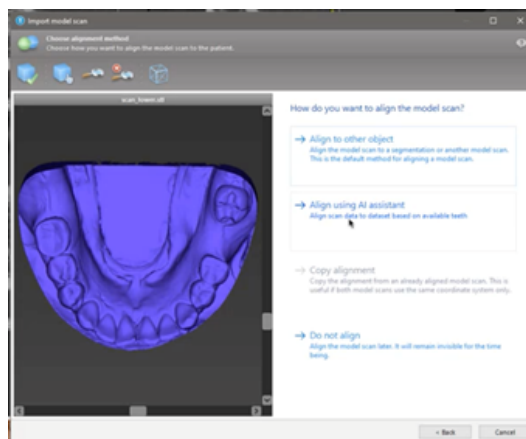 Import model scan
Choose alignment method
Choose how you want to align the model scan to the patient.
scan_lower.stl
How do you want to align the model scan?
Align to other object
Align the model scan to a segmentation or another model scan.
This is the default method for aligning a model scan.
Align using AI assistant
Align scan data to dataset based on available teeth
Copy alignment
Copy the alignment from an already aligned model scan. This is
useful if both model scans use the same coordinate system only.
Do not align
Align the model scan later. It will remain invisible for the time
being.
< Back
Cancel